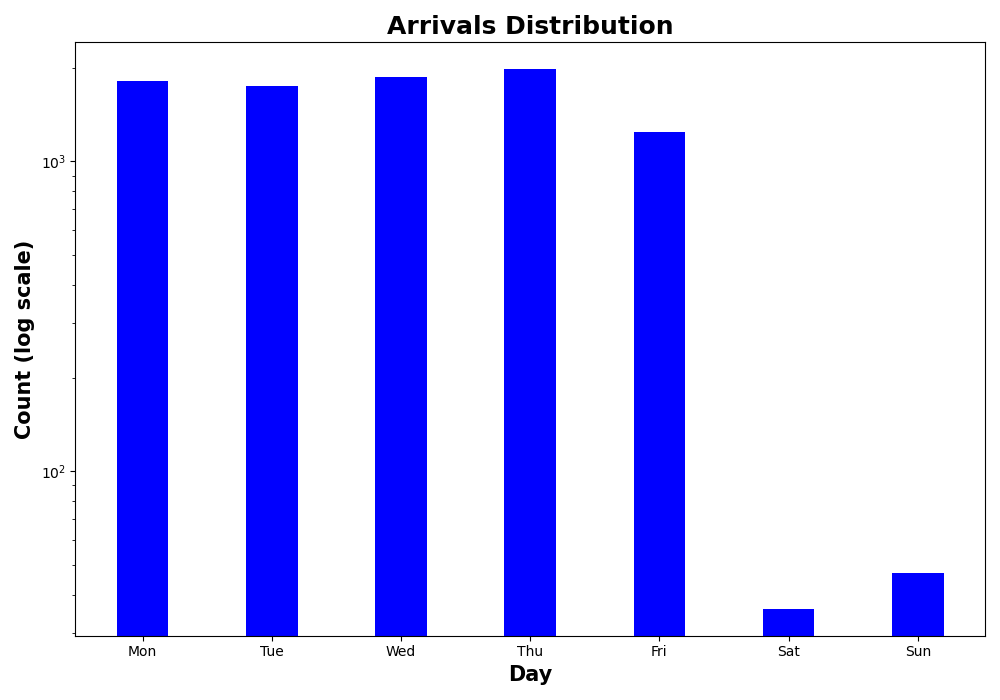 Arrivals Distribution
Count (log scale)
10³
10²
Mon Tue Wed Thu Fri Sat Sun
Day